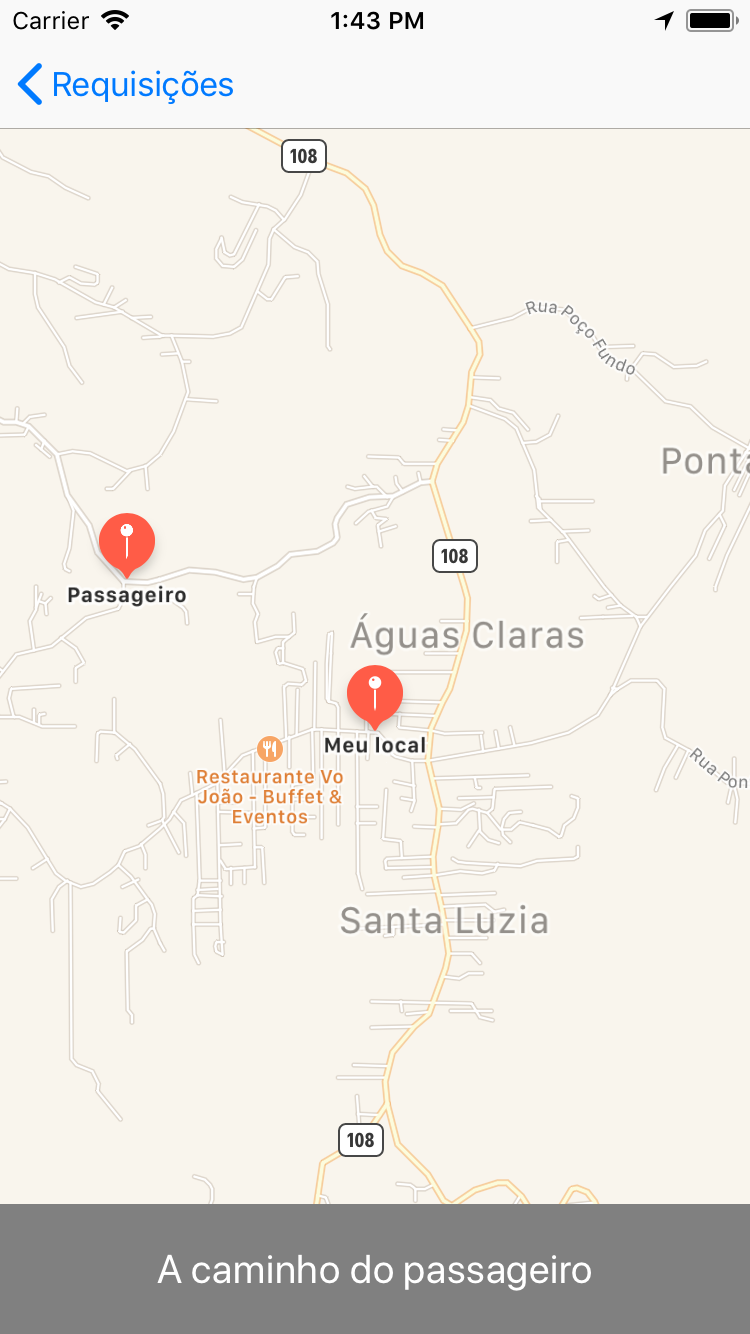 Carrier 1:43 PM
Requisições
108
Rua Poço Fundo
Ponta
108
Passageiro
Águas Claras
Meu local
Restaurante Vo
João - Buffet &
Eventos
Rua Pon
Santa Luzia
108
A caminho do passageiro